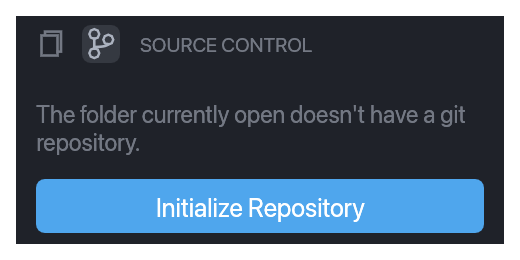 SOURCE CONTROL
The folder currently open doesn't have a git
repository.
Initialize Repository